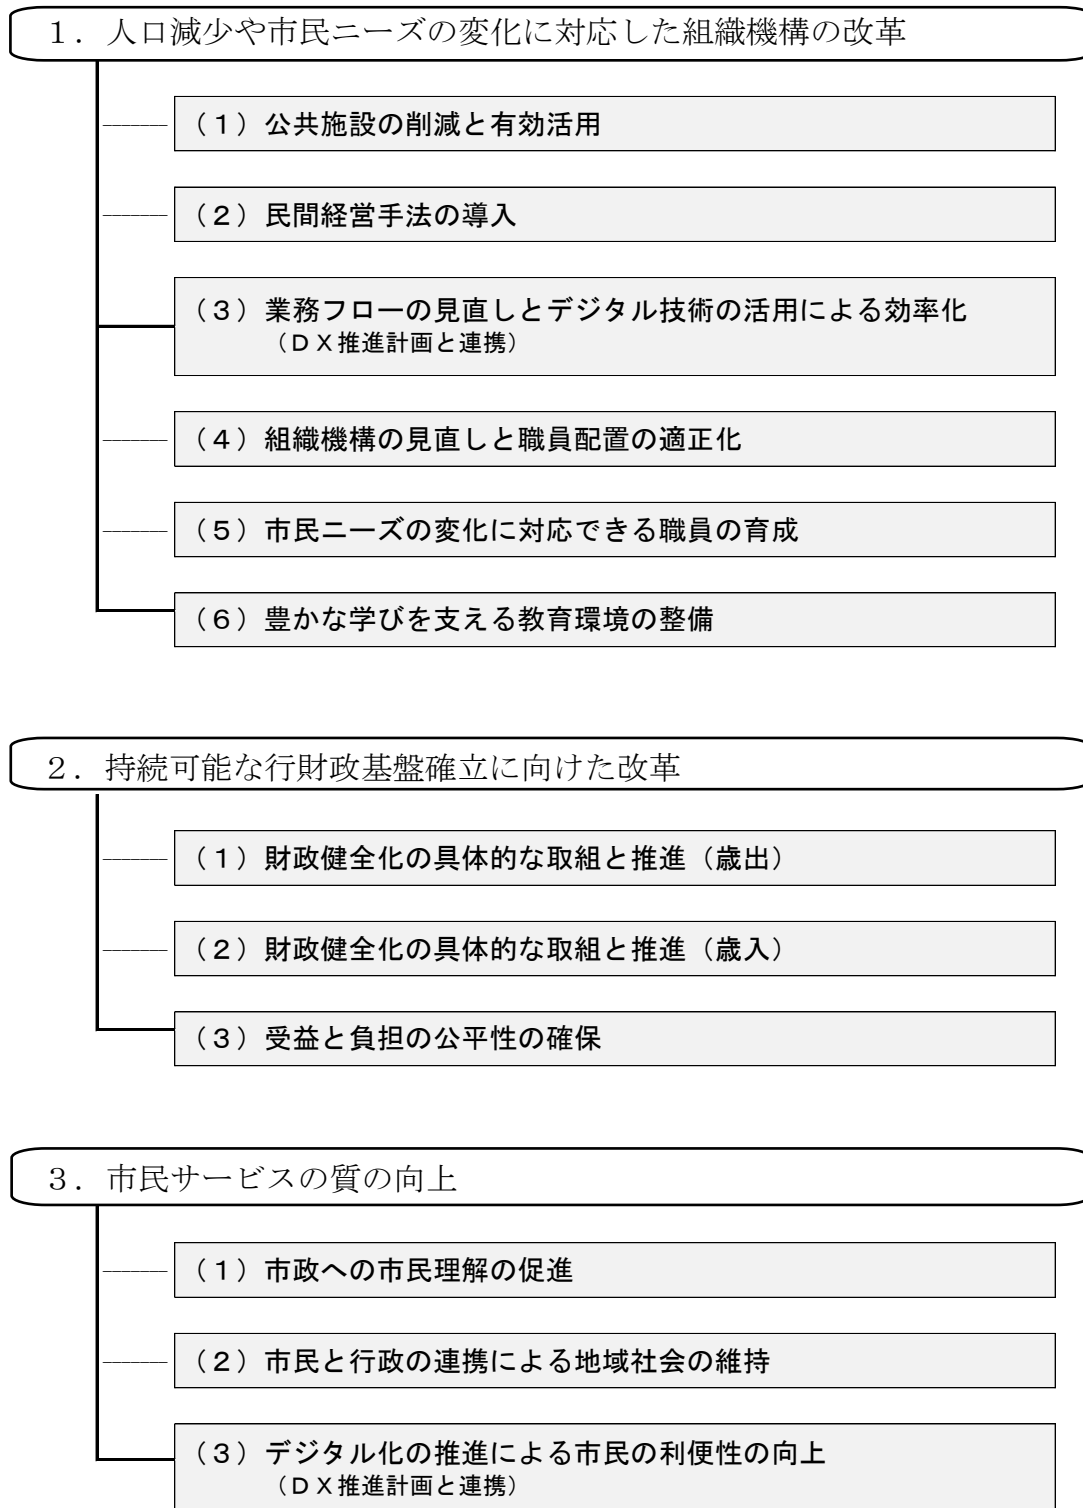 １．人口減少や市民ニーズの変化に対応した組織機構の改革
（１）公共施設の削減と有効活用
（２）民間経営手法の導入
（３）業務フローの見直しとデジタル技術の活用による効率化
（ＤＸ推進計画と連携）
（４）組織機構の見直しと職員配置の適正化
（５）市民ニーズの変化に対応できる職員の育成
（６）豊かな学びを支える教育環境の整備
２．持続可能な行財政基盤確立に向けた改革
（１）財政健全化の具体的な取組と推進（歳出）
（２）財政健全化の具体的な取組と推進（歳入）
（３）受益と負担の公平性の確保
３．市民サービスの質の向上
（１）市政への市民理解の促進
（２）市民と行政の連携による地域社会の維持
（３）デジタル化の推進による市民の利便性の向上
（ＤＸ推進計画と連携）